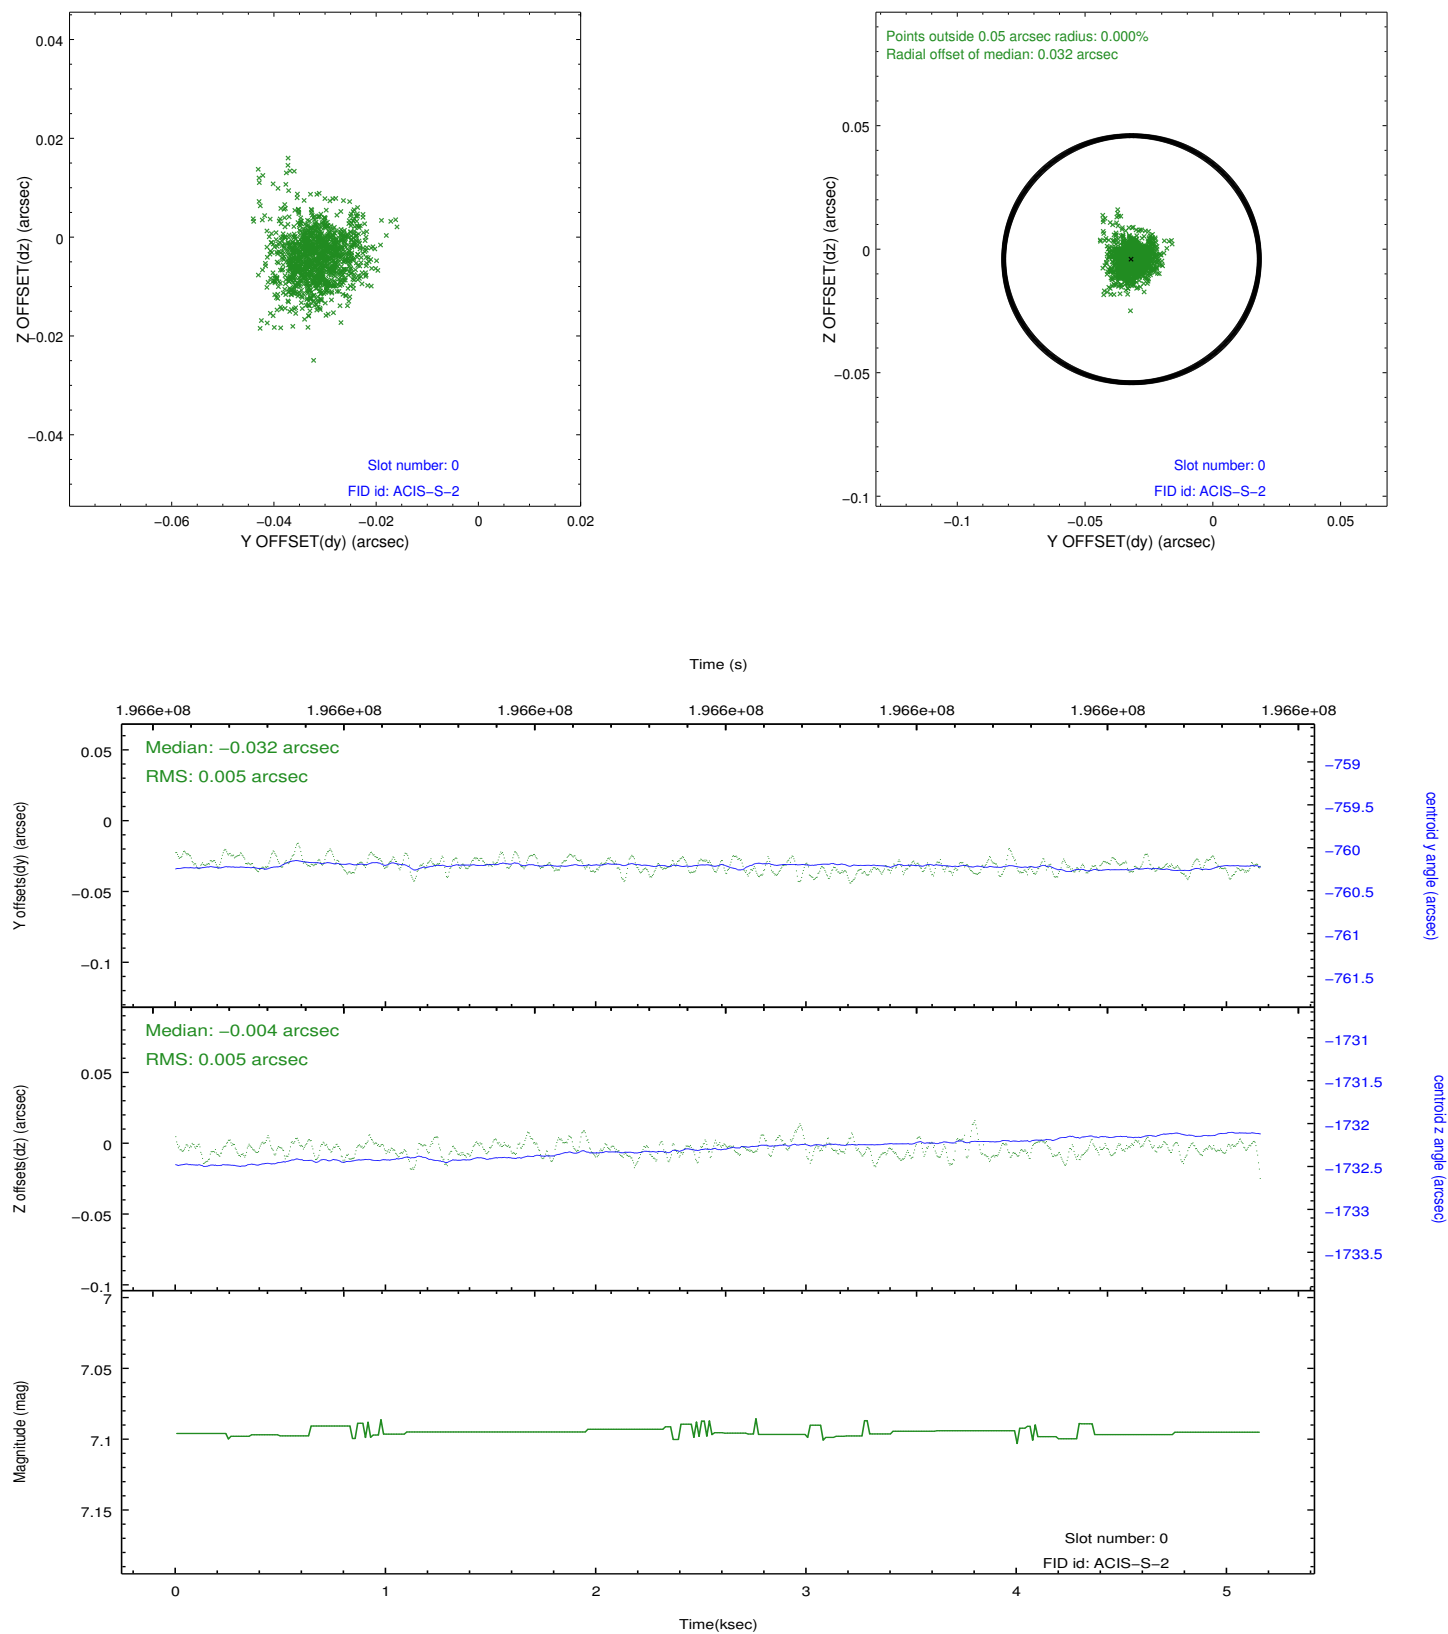 0.04
0.02
0
−0.02
−0.04
Z OFFSET(dz) (arcsec)
Slot number: 0
FID id: ACIS−S−2
−0.06
−0.04
−0.02
0
0.02
Y OFFSET(dy) (arcsec)
Points outside 0.05 arcsec radius: 0.000%
Radial offset of median: 0.032 arcsec
0.05
0
−0.05
−0.1
Z OFFSET(dz) (arcsec)
Slot number: 0
FID id: ACIS−S−2
−0.1
−0.05
0
0.05
Y OFFSET(dy) (arcsec)
Time (s)
1.966e+08
1.966e+08
1.966e+08
1.966e+08
1.966e+08
1.966e+08
1.966e+08
Median: −0.032 arcsec
RMS: 0.005 arcsec
0.05
0
−0.05
−0.1
Y offsets(dy) (arcsec)
−759
−759.5
−760
−760.5
−761
−761.5
centroid y angle (arcsec)
Median: −0.004 arcsec
RMS: 0.005 arcsec
0.05
0
−0.05
−0.1
Z offsets(dz) (arcsec)
−1731
−1731.5
−1732
−1732.5
−1733
−1733.5
centroid z angle (arcsec)
7
7.05
7.1
7.15
Magnitude (mag)
Slot number: 0
FID id: ACIS−S−2
0
1
2
3
4
5
Time(ksec)